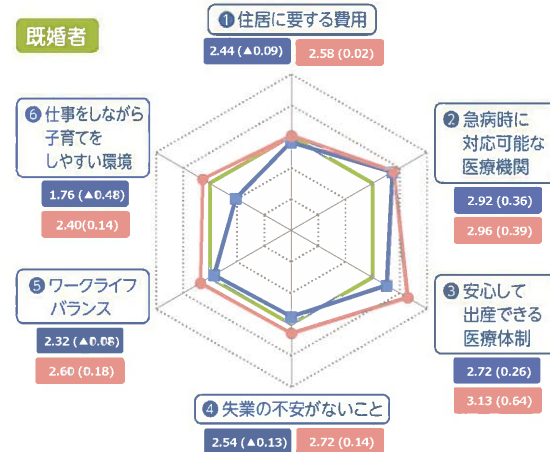 既婚者
❶住居に要する費用
2.44 (▲0.09) 2.58 (0.02)
❷急病時に
対応可能な
医療機関
2.92 (0.36)
2.96 (0.39)
❸安心して
出産できる
医療体制
2.72 (0.26)
3.13 (0.64)
❹失業の不安がないこと
2.54 (▲0.13) 2.72 (0.14)
❺ワークライフ
バランス
2.32 (▲0.08)
2.60 (0.18)
❻仕事をしながら
子育てを
しやすい環境
1.76 (▲0.48)
2.40(0.14)